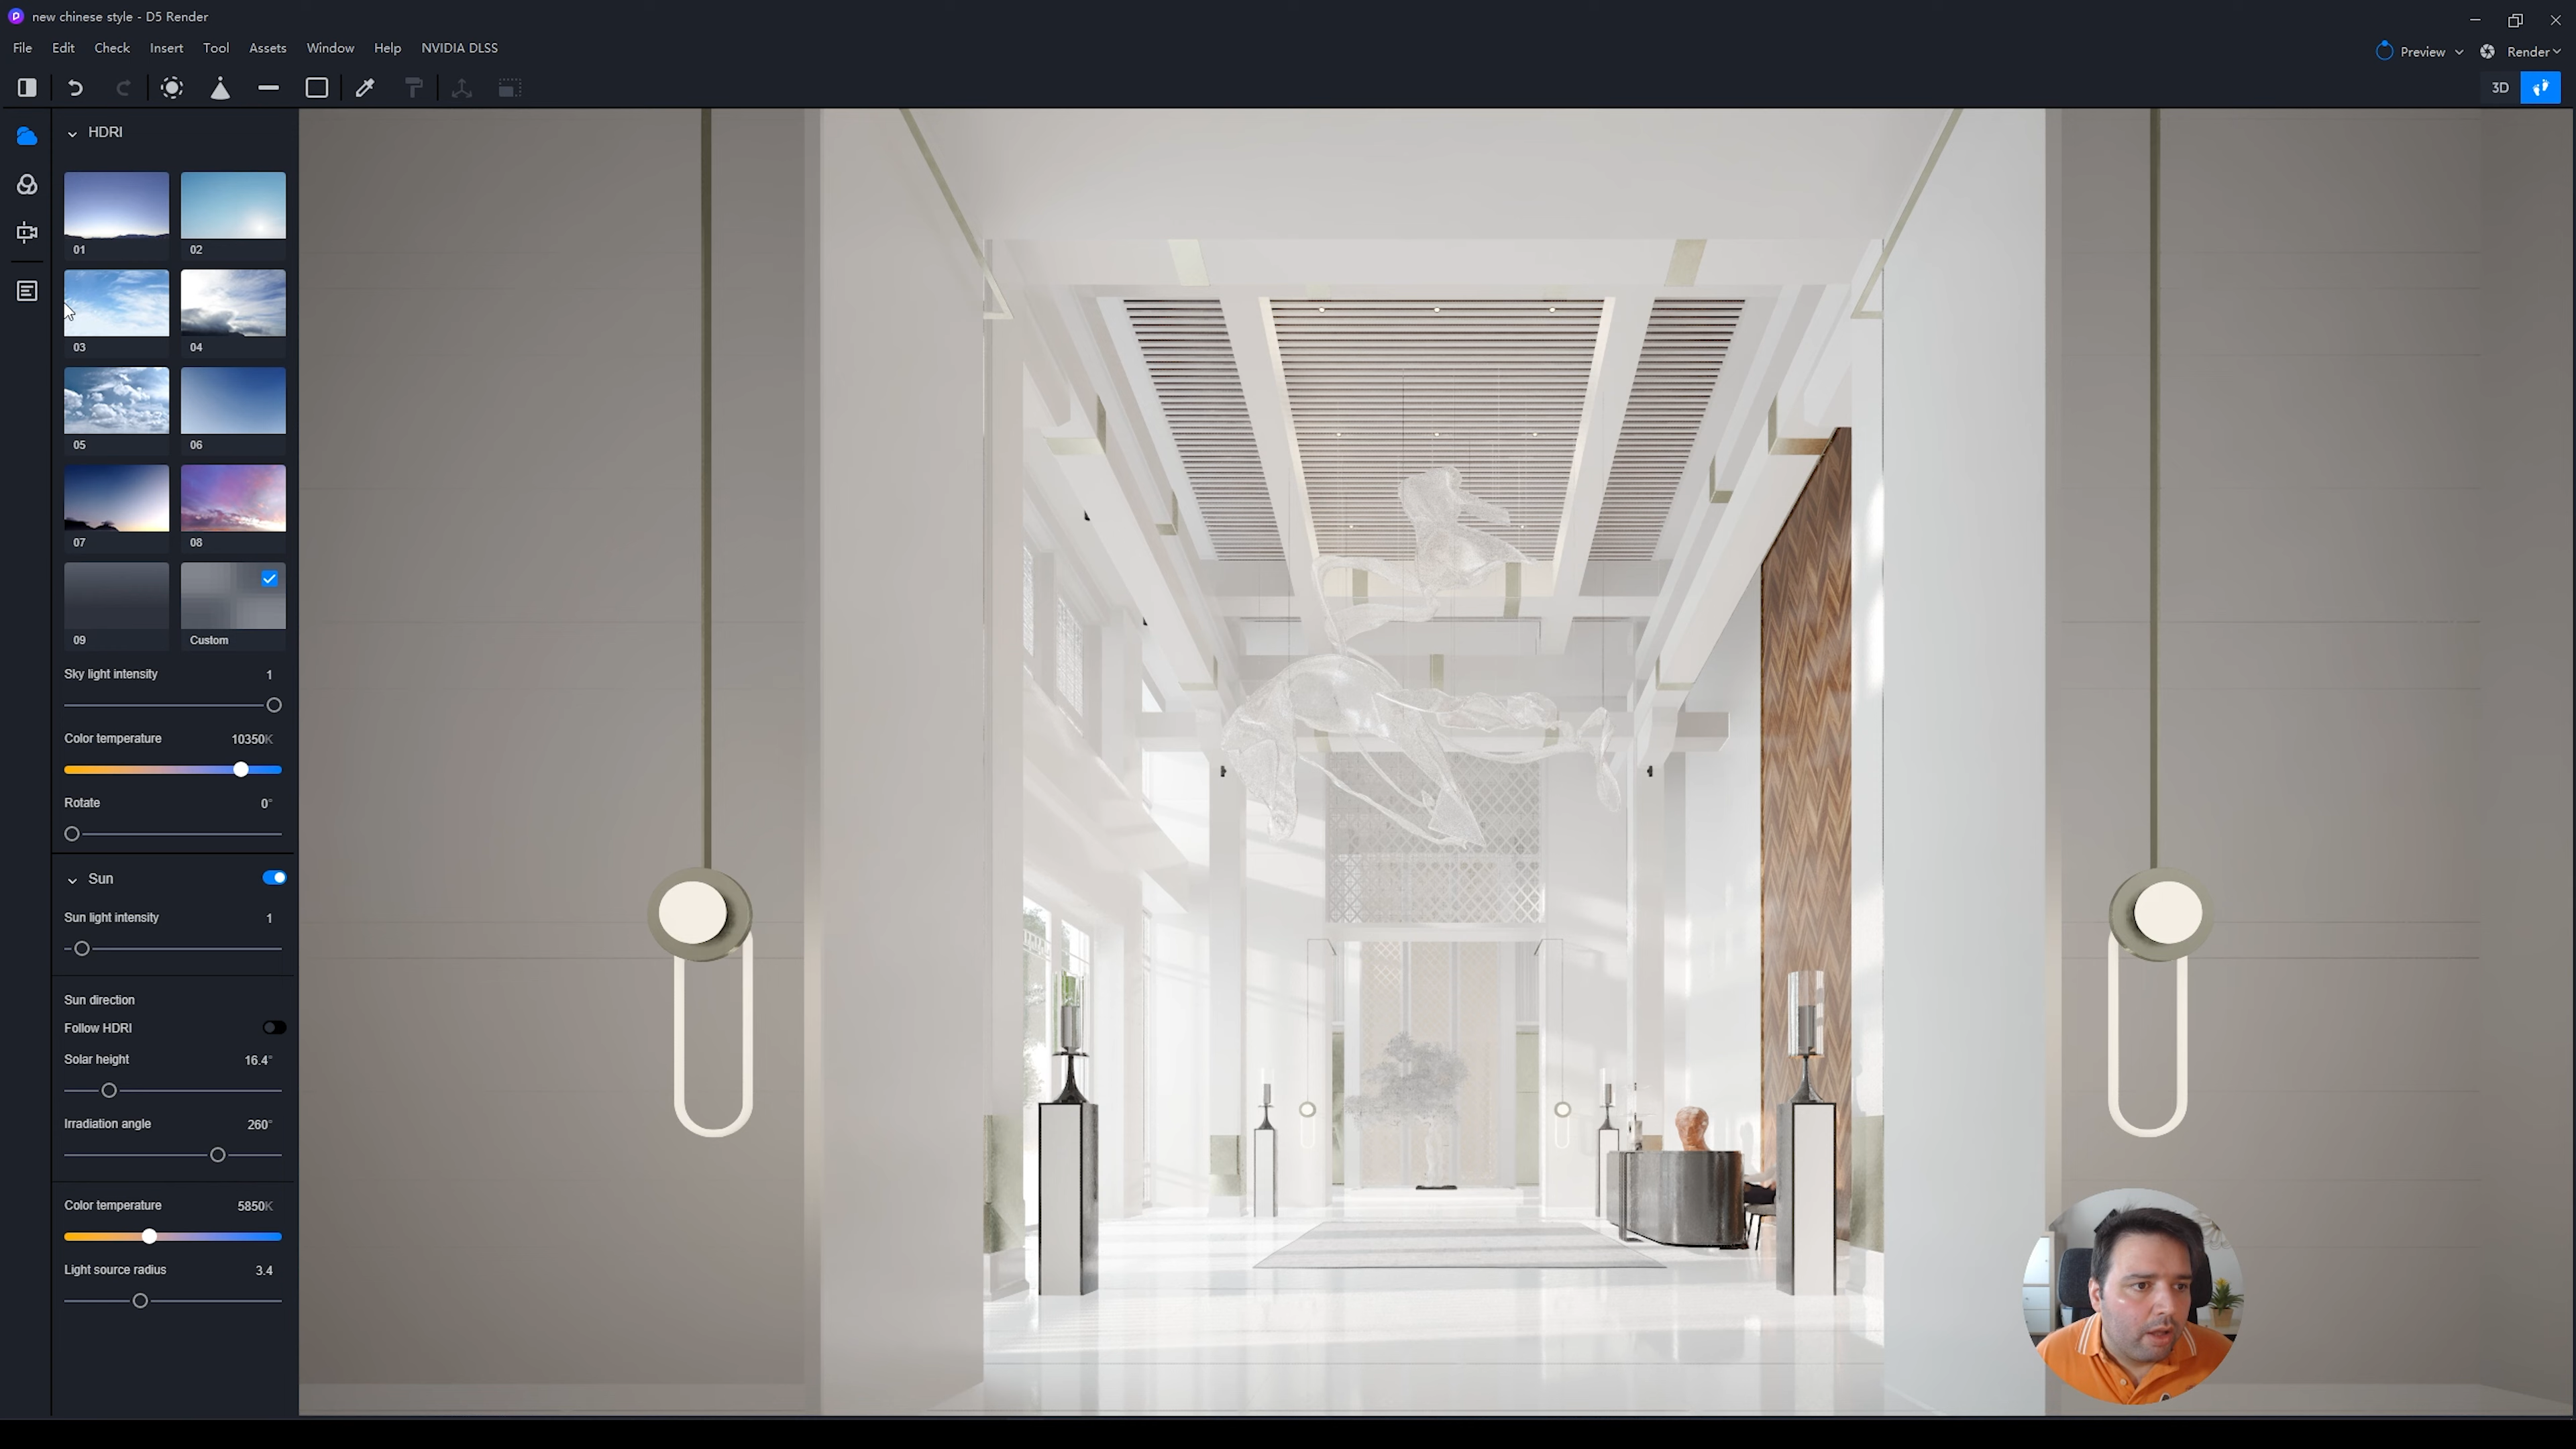 new chinese style - D5 Render
File Edit Check Insert Tool Assets Window Help NVIDIA DLSS
Preview Render
3D
HDRI
01 02
03 04
05 06
07 08
09 Custom
Sky light intensity 1
Color temperature 10350K
Rotate 0°
Sun
Sun light intensity 1
Sun direction
Follow HDRI
Solar height 16.4°
Irradiation angle 260°
Color temperature 5850K
Light source radius 3.4